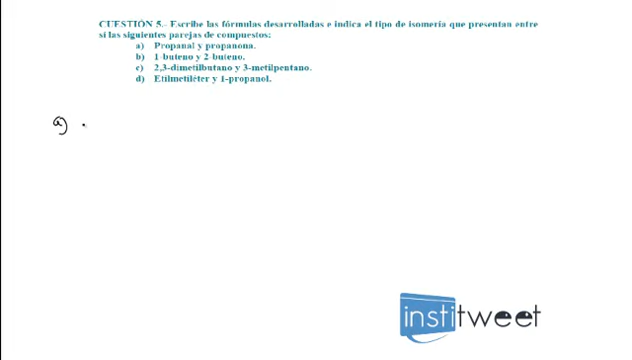 CUESTIÓN 5.- Escribe las fórmulas desarrolladas e indica el tipo de isomería que presentan entre
sí las siguientes parejas de compuestos:
a) Propanal y propanona.
b) 1-buteno y 2-buteno.
c) 2,3-dimetilbutano y 3-metilpentano.
d) Etilmetiléter y 1-propanol.
a)
institweet